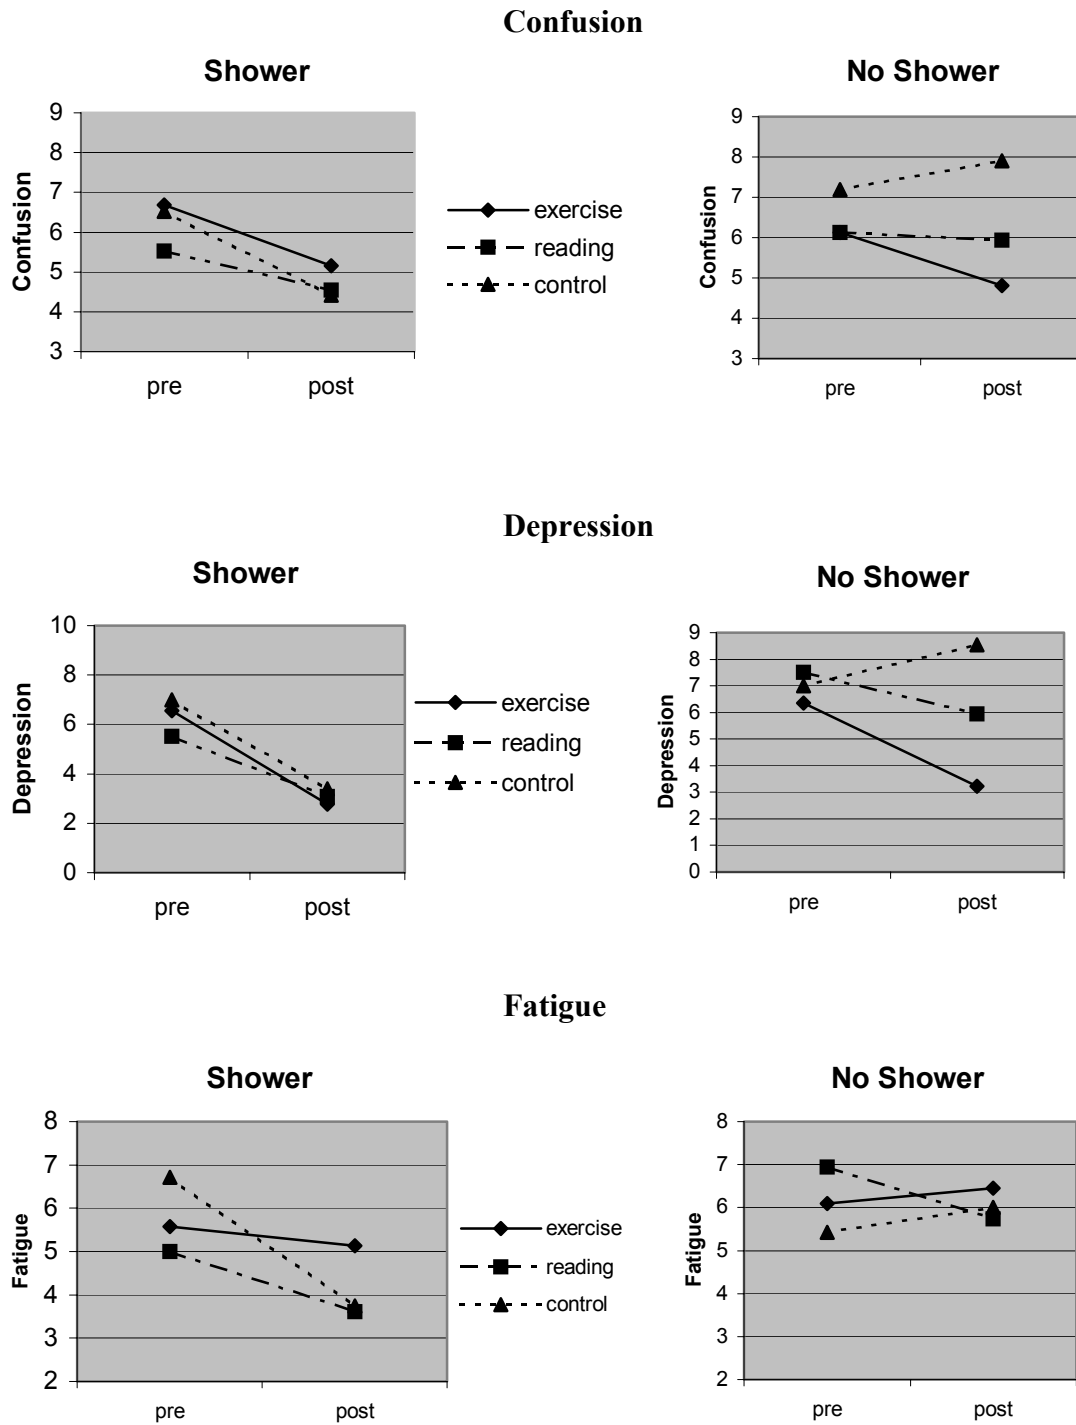 Confusion
Shower
No Shower
9
8
7
6
5
4
3
Confusion
pre
post
exercise
reading
control
9
8
7
6
5
4
3
Confusion
pre
post
Depression
Shower
No Shower
10
8
6
4
2
0
Depression
pre
post
exercise
reading
control
9
8
7
6
5
4
3
2
1
0
Depression
pre
post
Fatigue
Shower
No Shower
8
7
6
5
4
3
2
Fatigue
pre
post
exercise
reading
control
8
7
6
5
4
3
2
Fatigue
pre
post